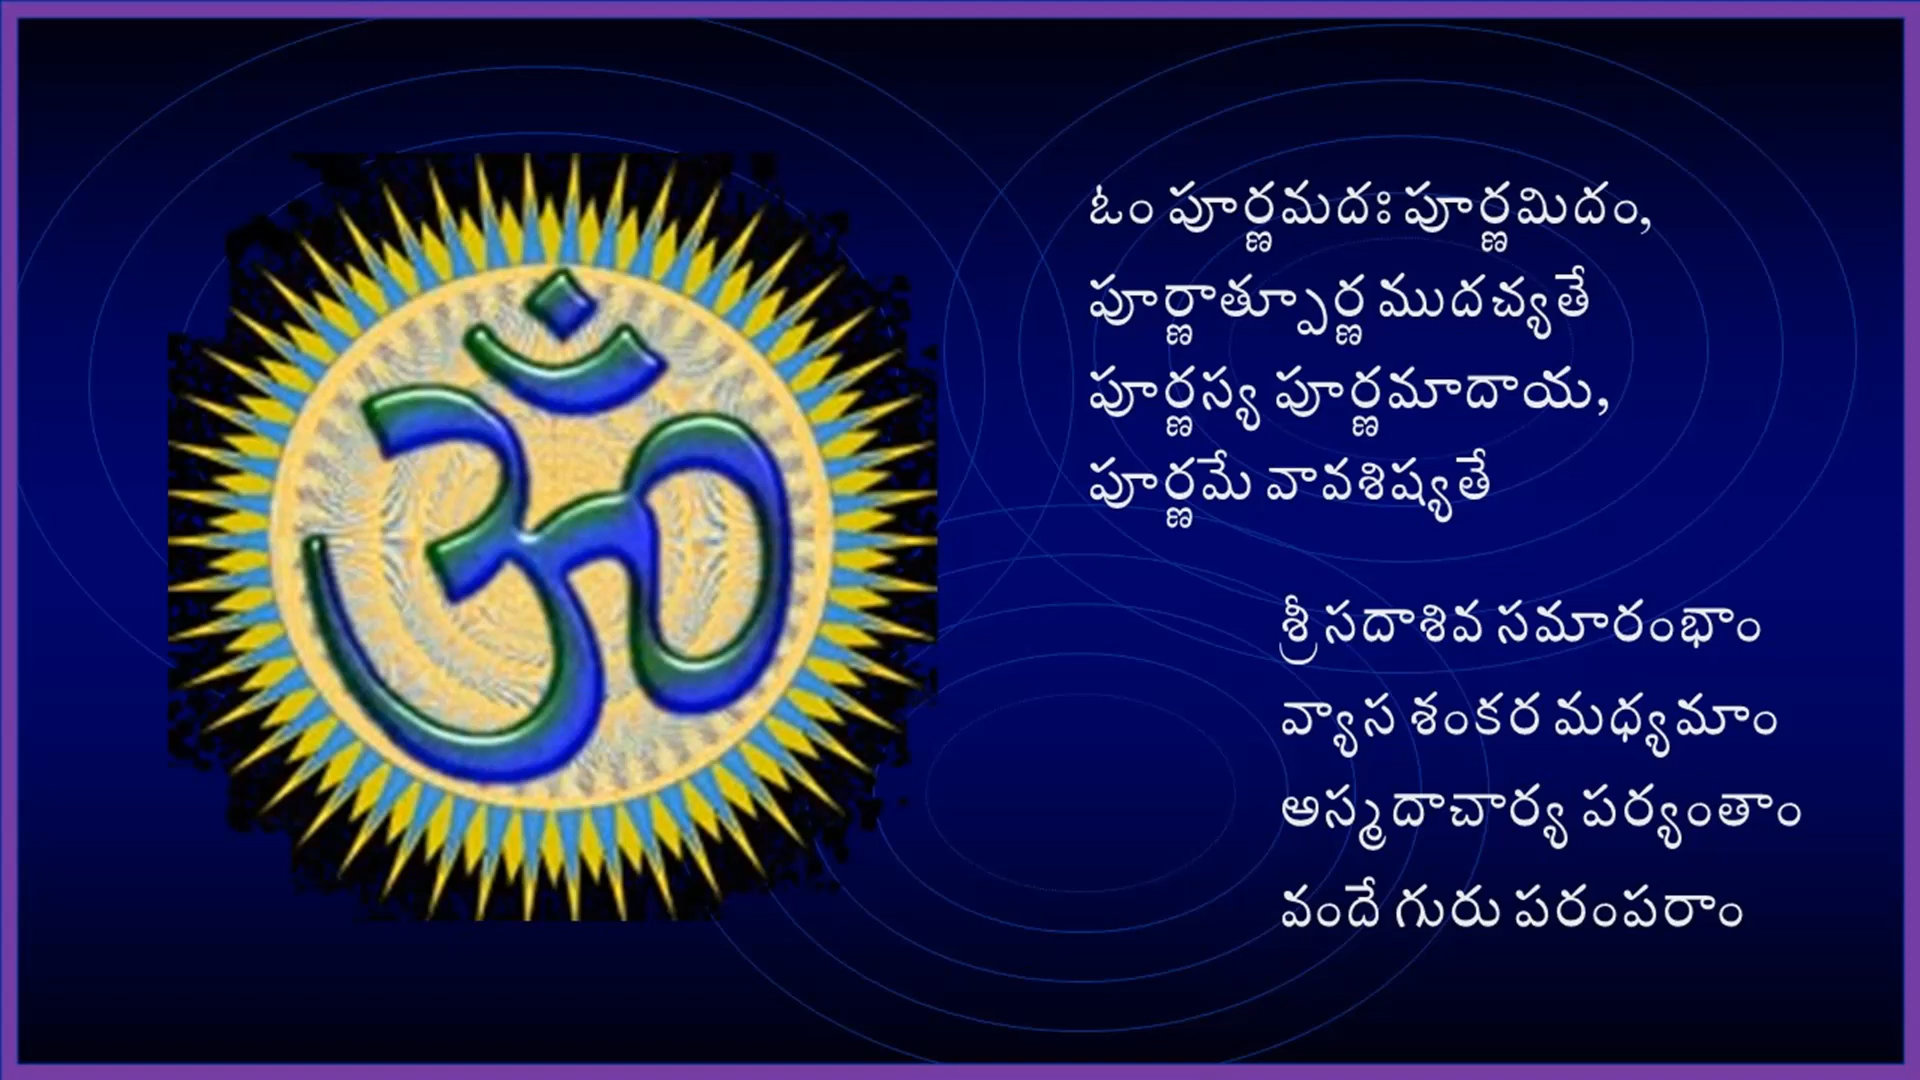 ఓం పూర్ణమదః పూర్ణమిదం,
పూర్ణాత్పూర్ణ ముదచ్యతే
పూర్ణస్య పూర్ణమాదాయ,
పూర్ణమే వావశిష్యతే
శ్రీ సదాశివ సమారంభాం
వ్యాస శంకర మధ్యమాం
అస్మదాచార్య పర్యంతాం
వందే గురు పరంపరాం